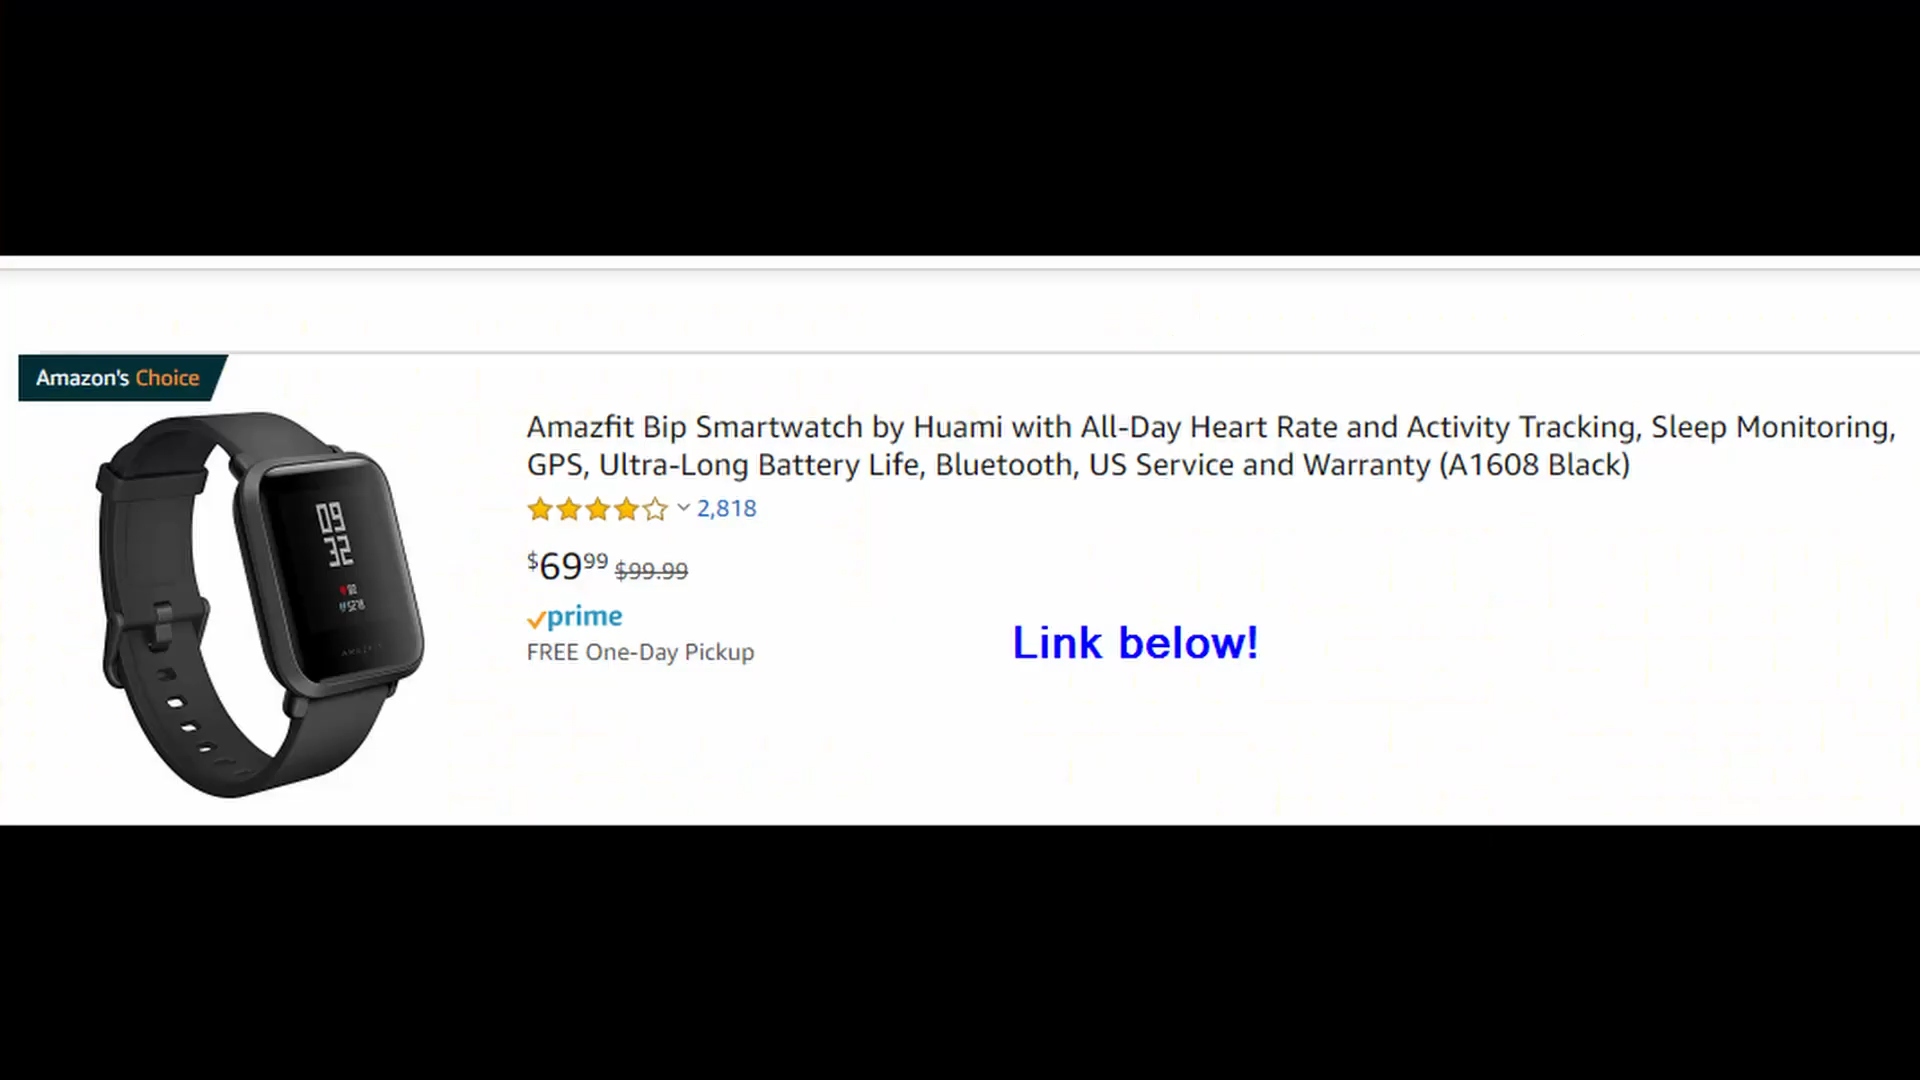 Amazon's Choice
Amazfit Bip Smartwatch by Huami with All-Day Heart Rate and Activity Tracking, Sleep Monitoring,
GPS, Ultra-Long Battery Life, Bluetooth, US Service and Warranty (A1608 Black)
2,818
$69.99 $99.99
prime
FREE One-Day Pickup
Link below!
09
32
AMAZFIT